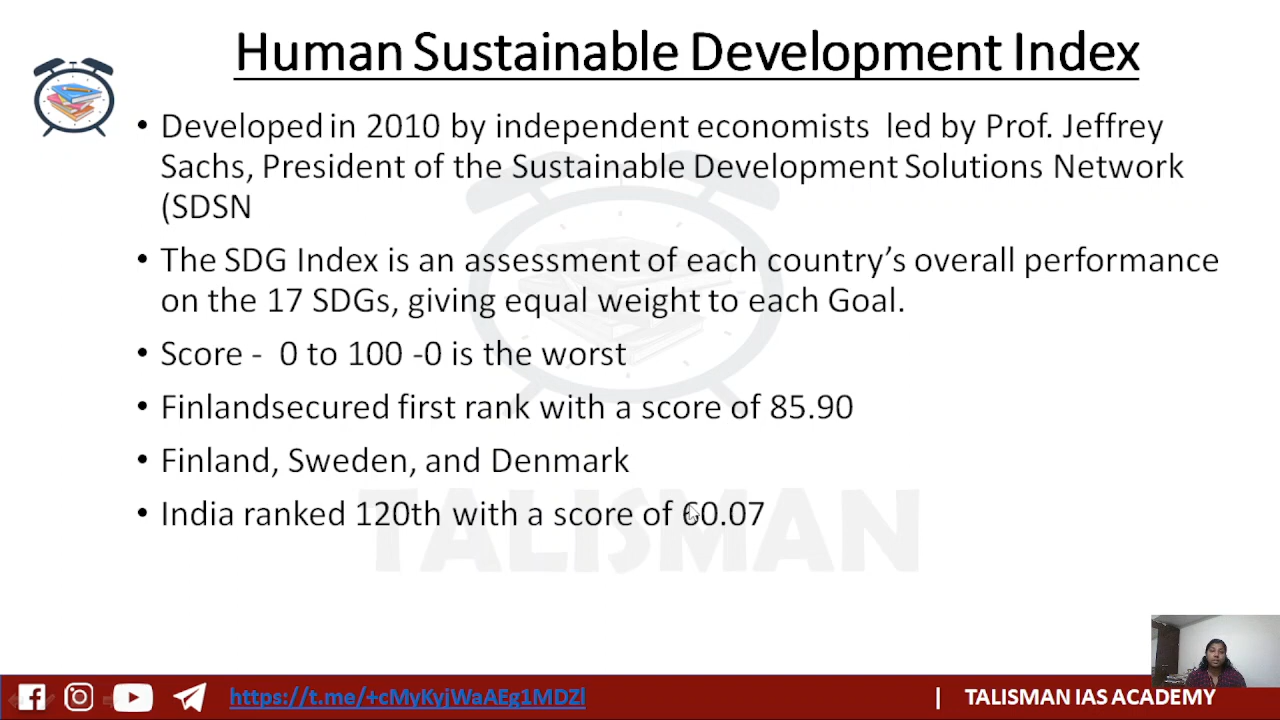 Human Sustainable Development Index
• Developed in 2010 by independent economists led by Prof. Jeffrey
Sachs, President of the Sustainable Development Solutions Network
(SDSN
• The SDG Index is an assessment of each country's overall performance
on the 17 SDGs, giving equal weight to each Goal.
• Score - 0 to 100 -0 is the worst
• Finlandsecured first rank with a score of 85.90
• Finland, Sweden, and Denmark
• India ranked 120th with a score of 60.07
TALISMAN
https://t.me/+cMyKyjWaAEg1MDZl | TALISMAN IAS ACADEMY